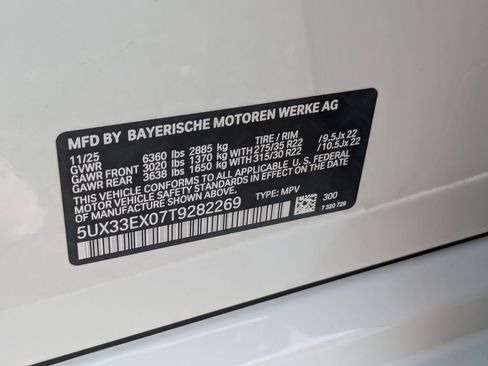 MFD BY BAYERISCHE MOTOREN WERKE AG
11/25 TIRE / RIM
GVWR 6360 lbs 2885 kg
GAWR FRONT 3020 lbs 1370 kg WITH 275/35 R22 / 9.5Jx 22
GAWR REAR 3638 lbs 1650 kg WITH 315/30 R22 / 10.5Jx 22
THIS VEHICLE CONFORMS TO ALL APPLICABLE U.S. FEDERAL
MOTOR VEHICLE SAFETY STANDARDS IN EFFECT ON THE DATE OF
MANUFACTURE SHOWN ABOVE.
5UX33EX07T9282269 TYPE: MPV 300
7 320 729